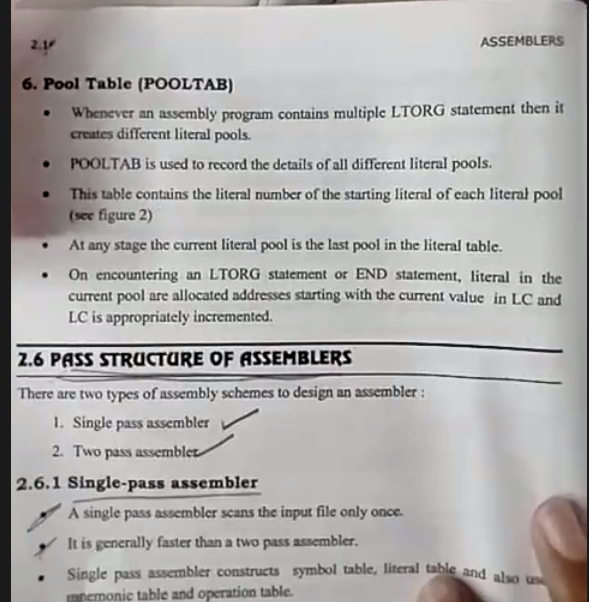 ASSEMBLERS
6. Pool Table (POOLTAB)
• Whenever an assembly program contains multiple LTORG statement then it
creates different literal pools.
• POOLTAB is used to record the details of all different literal pools.
• This table contains the literal number of the starting literal of each literal pool
(see figure 2)
• At any stage the current literal pool is the last pool in the literal table.
• On encountering an LTORG statement or END statement, literal in the
current pool are allocated addresses starting with the current value in LC and
LC is appropriately incremented.
2.6 PASS STRUCTURE OF ASSEMBLERS
There are two types of assembly schemes to design an assembler :
1. Single pass assembler
2. Two pass assembler
2.6.1 Single-pass assembler
A single pass assembler scans the input file only once.
It is generally faster than a two pass assembler.
• Single pass assembler constructs symbol table, literal table and also
mnemonic table and operation table.